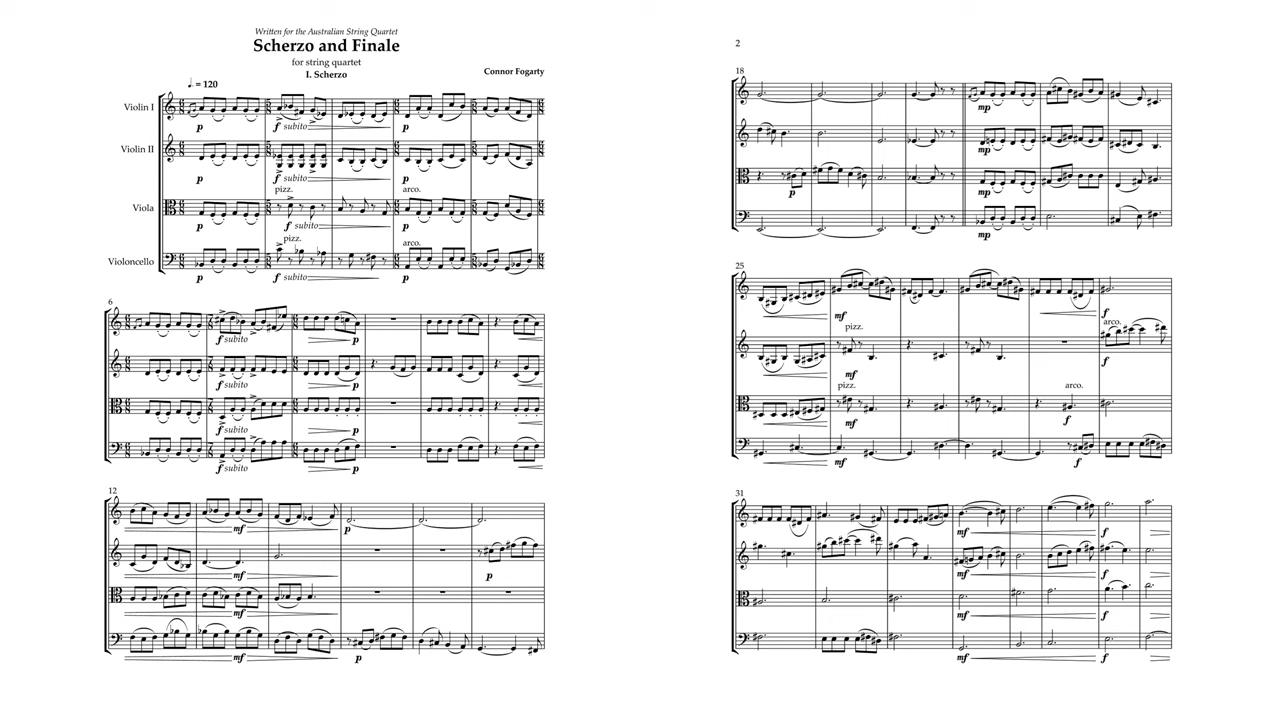 Written for the Australian String Quartet
Scherzo and Finale
for string quartet
I. Scherzo
Connor Fogarty
♩. = 120
Violin I
p
f subito
p
Violin II
p
f subito
p
pizz.
arco.
Viola
p
f subito
p
pizz.
arco.
Violoncello
p
f subito
p
6
f subito
p
f subito
p
f subito
p
f subito
p
12
mf
p
mf
p
mf
mf
p
2
18
mp
mp
p
mp
mp
25
mf
f
pizz.
arco.
mf
f
pizz.
arco.
mf
f
mf
f
31
mf
f
mf
f
mf
f
mf
f